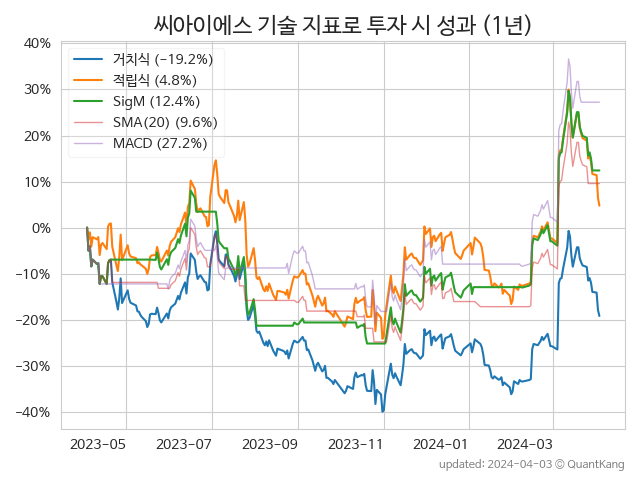 씨아이에스 기술 지표로 투자 시 성과 (1년)
거치식 (−19.2%)
적립식 (4.8%)
SigM (12.4%)
SMA(20) (9.6%)
MACD (27.2%)
40%
30%
20%
10%
0%
−10%
−20%
−30%
−40%
2023-05 2023-07 2023-09 2023-11 2024-01 2024-03
updated: 2024-04-03 ⓒ QuantKang